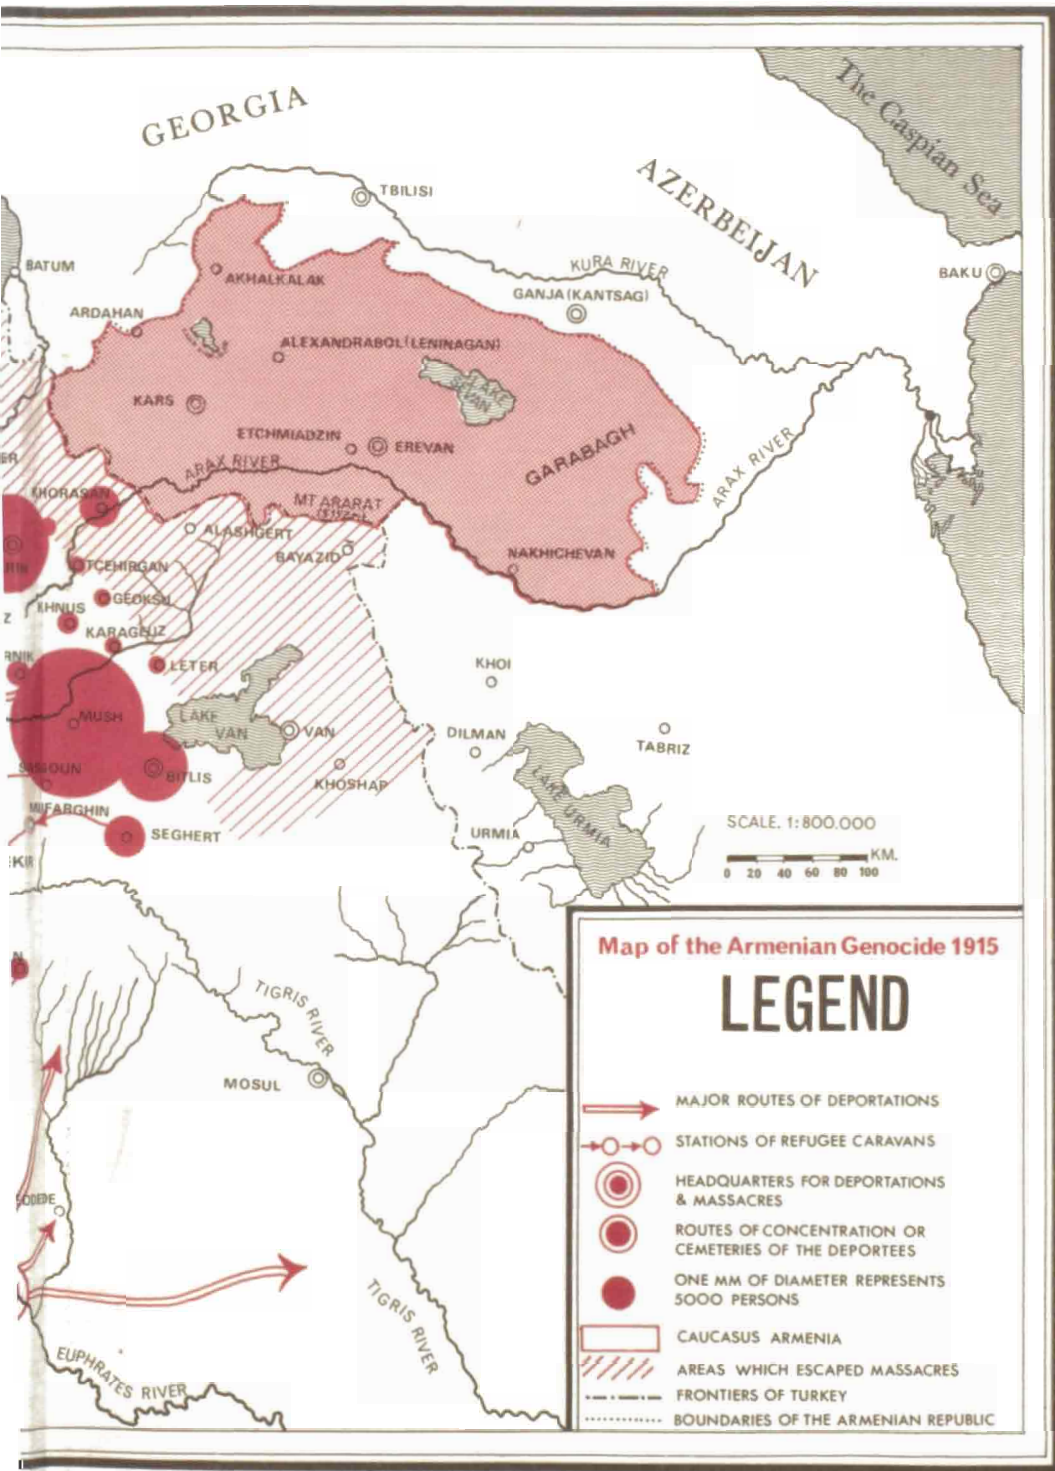 GEORGIA
The Caspian Sea
AZERBEIJAN
TBILISI
BATUM
KURA RIVER
BAKU
AKHALKALAK
GANJA (KANTSAG)
ARDAHAN
ALEXANDRABOL (LENINAGAN)
LAKE
SEVAN
KARS
ETCHMIADZIN
EREVAN
GARABAGH
ARAX RIVER
ARAX RIVER
ER
KHORASAN
MT ARARAT
ALASHGERT
BAYAZID
NAKHICHEVAN
RIN
TCEHIRGAN
GEOKSU
KHNUS
Z
KARAGEUZ
RNIK
LETER
KHOI
MUSH
LAKE
VAN
VAN
DILMAN
TABRIZ
SASSOUN
BITLIS
KHOSHAP
LAKE URMIA
MIFARGHIN
SEGHERT
URMIA
SCALE. 1:800.000
KM.
0 20 40 60 80 100
EKIR
N
TIGRIS RIVER
MOSUL
TIGRIS RIVER
EUPHRATES RIVER
Map of the Armenian Genocide 1915
LEGEND
MAJOR ROUTES OF DEPORTATIONS
STATIONS OF REFUGEE CARAVANS
HEADQUARTERS FOR DEPORTATIONS
& MASSACRES
ROUTES OF CONCENTRATION OR
CEMETERIES OF THE DEPORTEES
ONE MM OF DIAMETER REPRESENTS
5000 PERSONS
CAUCASUS ARMENIA
AREAS WHICH ESCAPED MASSACRES
FRONTIERS OF TURKEY
BOUNDARIES OF THE ARMENIAN REPUBLIC